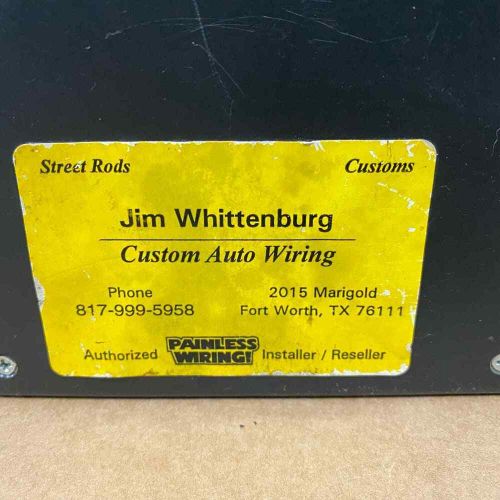 Street Rods Customs
Jim Whittenburg
Custom Auto Wiring
Phone 2015 Marigold
817-999-5958 Fort Worth, TX 76111
Authorized PAINLESS WIRING! Installer / Reseller